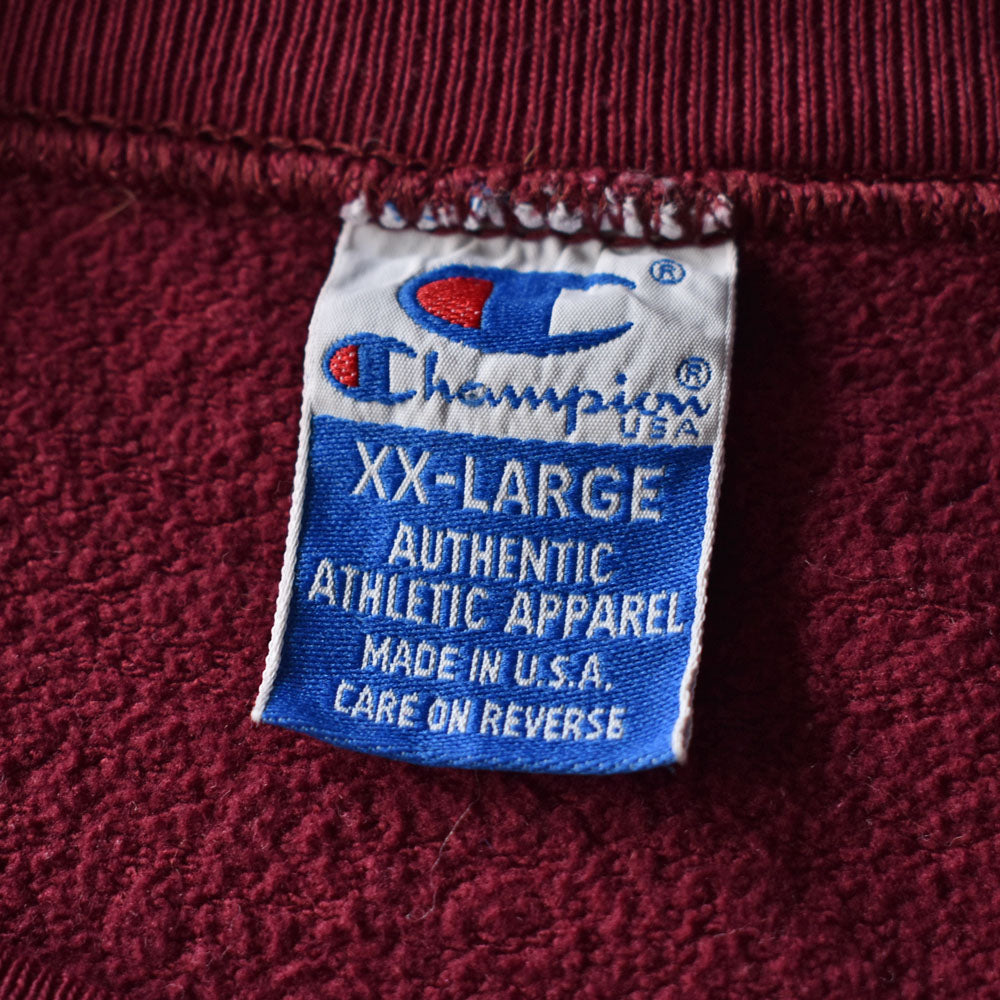 ®
Champion®
USA
XX-LARGE
AUTHENTIC
ATHLETIC APPAREL
MADE IN U.S.A.
CARE ON REVERSE